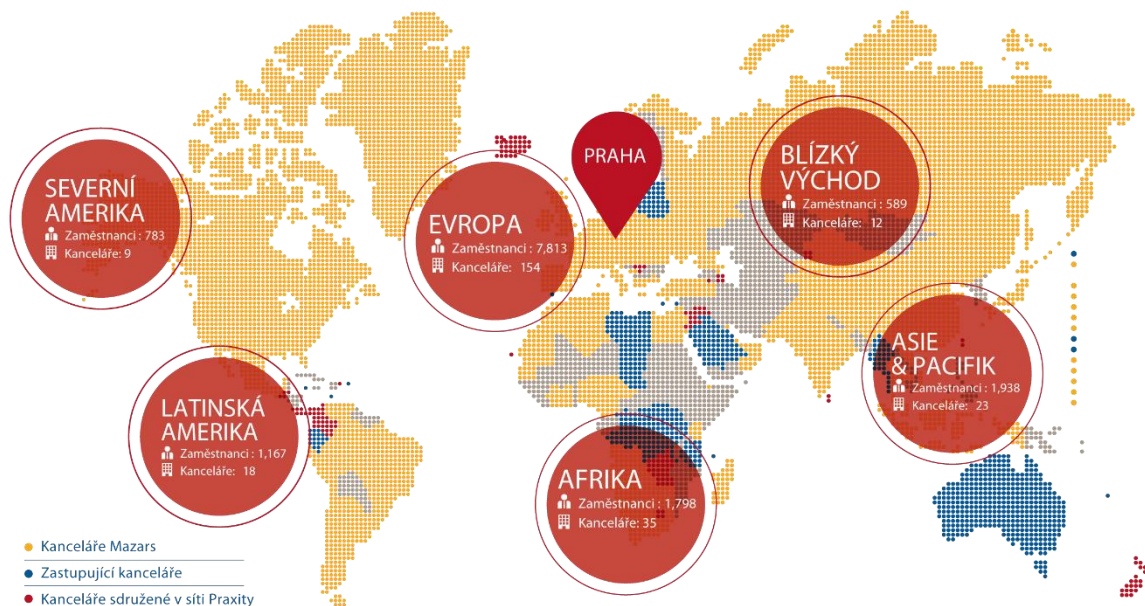 SEVERNÍ
AMERIKA
Zaměstnanci: 783
Kanceláře: 9
EVROPA
Zaměstnanci : 7,813
Kanceláře: 154
PRAHA
BLÍZKÝ
VÝCHOD
Zaměstnanci : 589
Kanceláře: 12
LATINSKÁ
AMERIKA
Zaměstnanci : 1,167
Kanceláře: 18
AFRIKA
Zaměstnanci : 1,798
Kanceláře: 35
ASIE
& PACIFIK
Zaměstnanci : 1,938
Kanceláře: 23
Kanceláře Mazars
Zastupující kanceláře
Kanceláře sdružené v síti Praxity